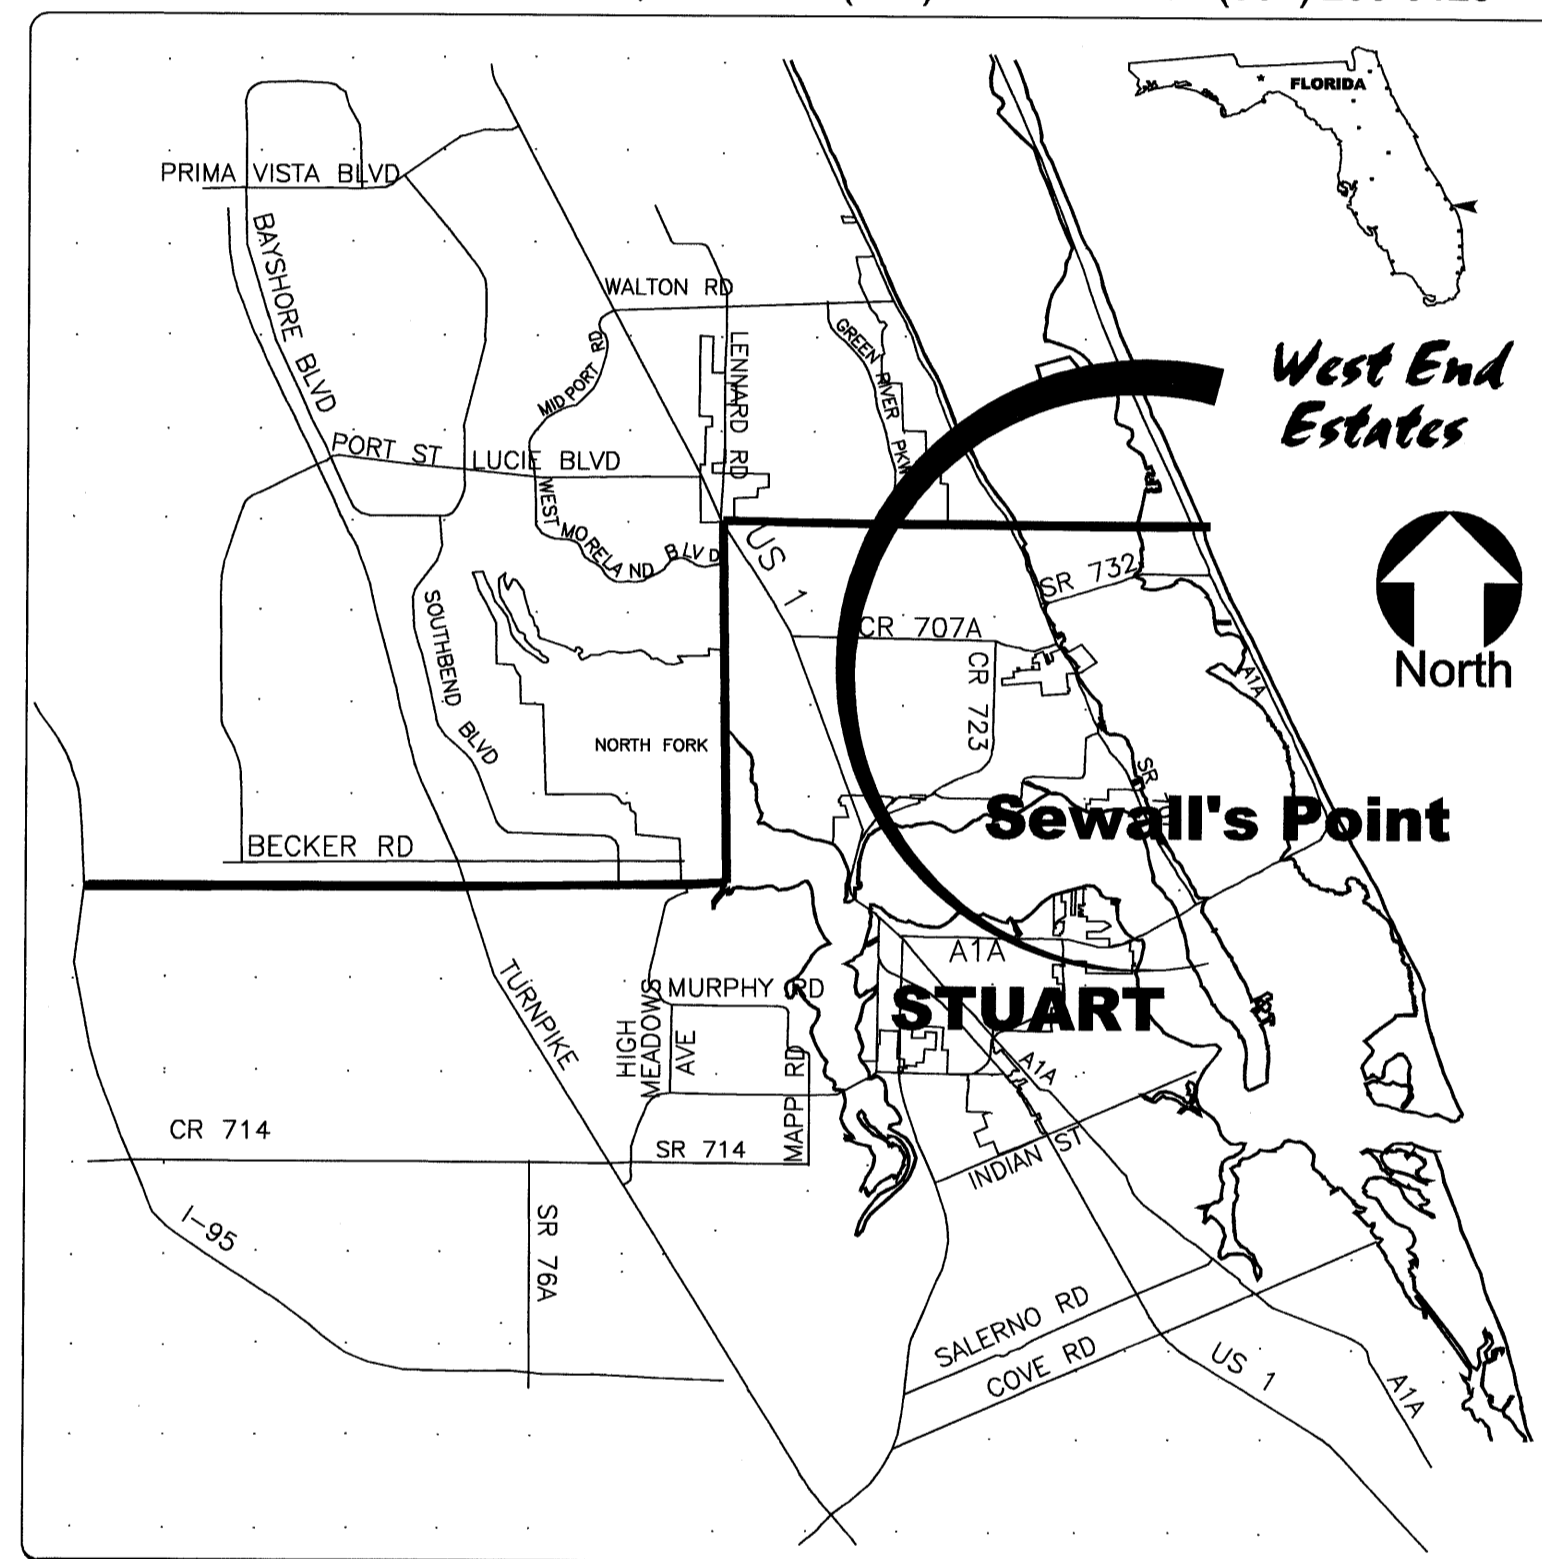 FLORIDA
PRIMA VISTA BLVD
BAYSHORE BLVD
WALTON RD
MIDPORT RD
LENNARD RD
GREEN RIVER PKW
West End
Estates
PORT ST LUCIE BLVD
WEST MORELAND BLVD
US 1
SR 732
CR 707A
CR 723
A1A
North
SOUTHBEND BLVD
NORTH FORK
SR
Sewall's Point
BECKER RD
A1A
TURNPIKE
MURPHY RD
STUART
HIGH
MEADOWS
AVE
MAPP RD
A1A
CR 714
SR 714
INDIAN ST
I-95
SR 76A
SALERNO RD
COVE RD
US 1
A1A